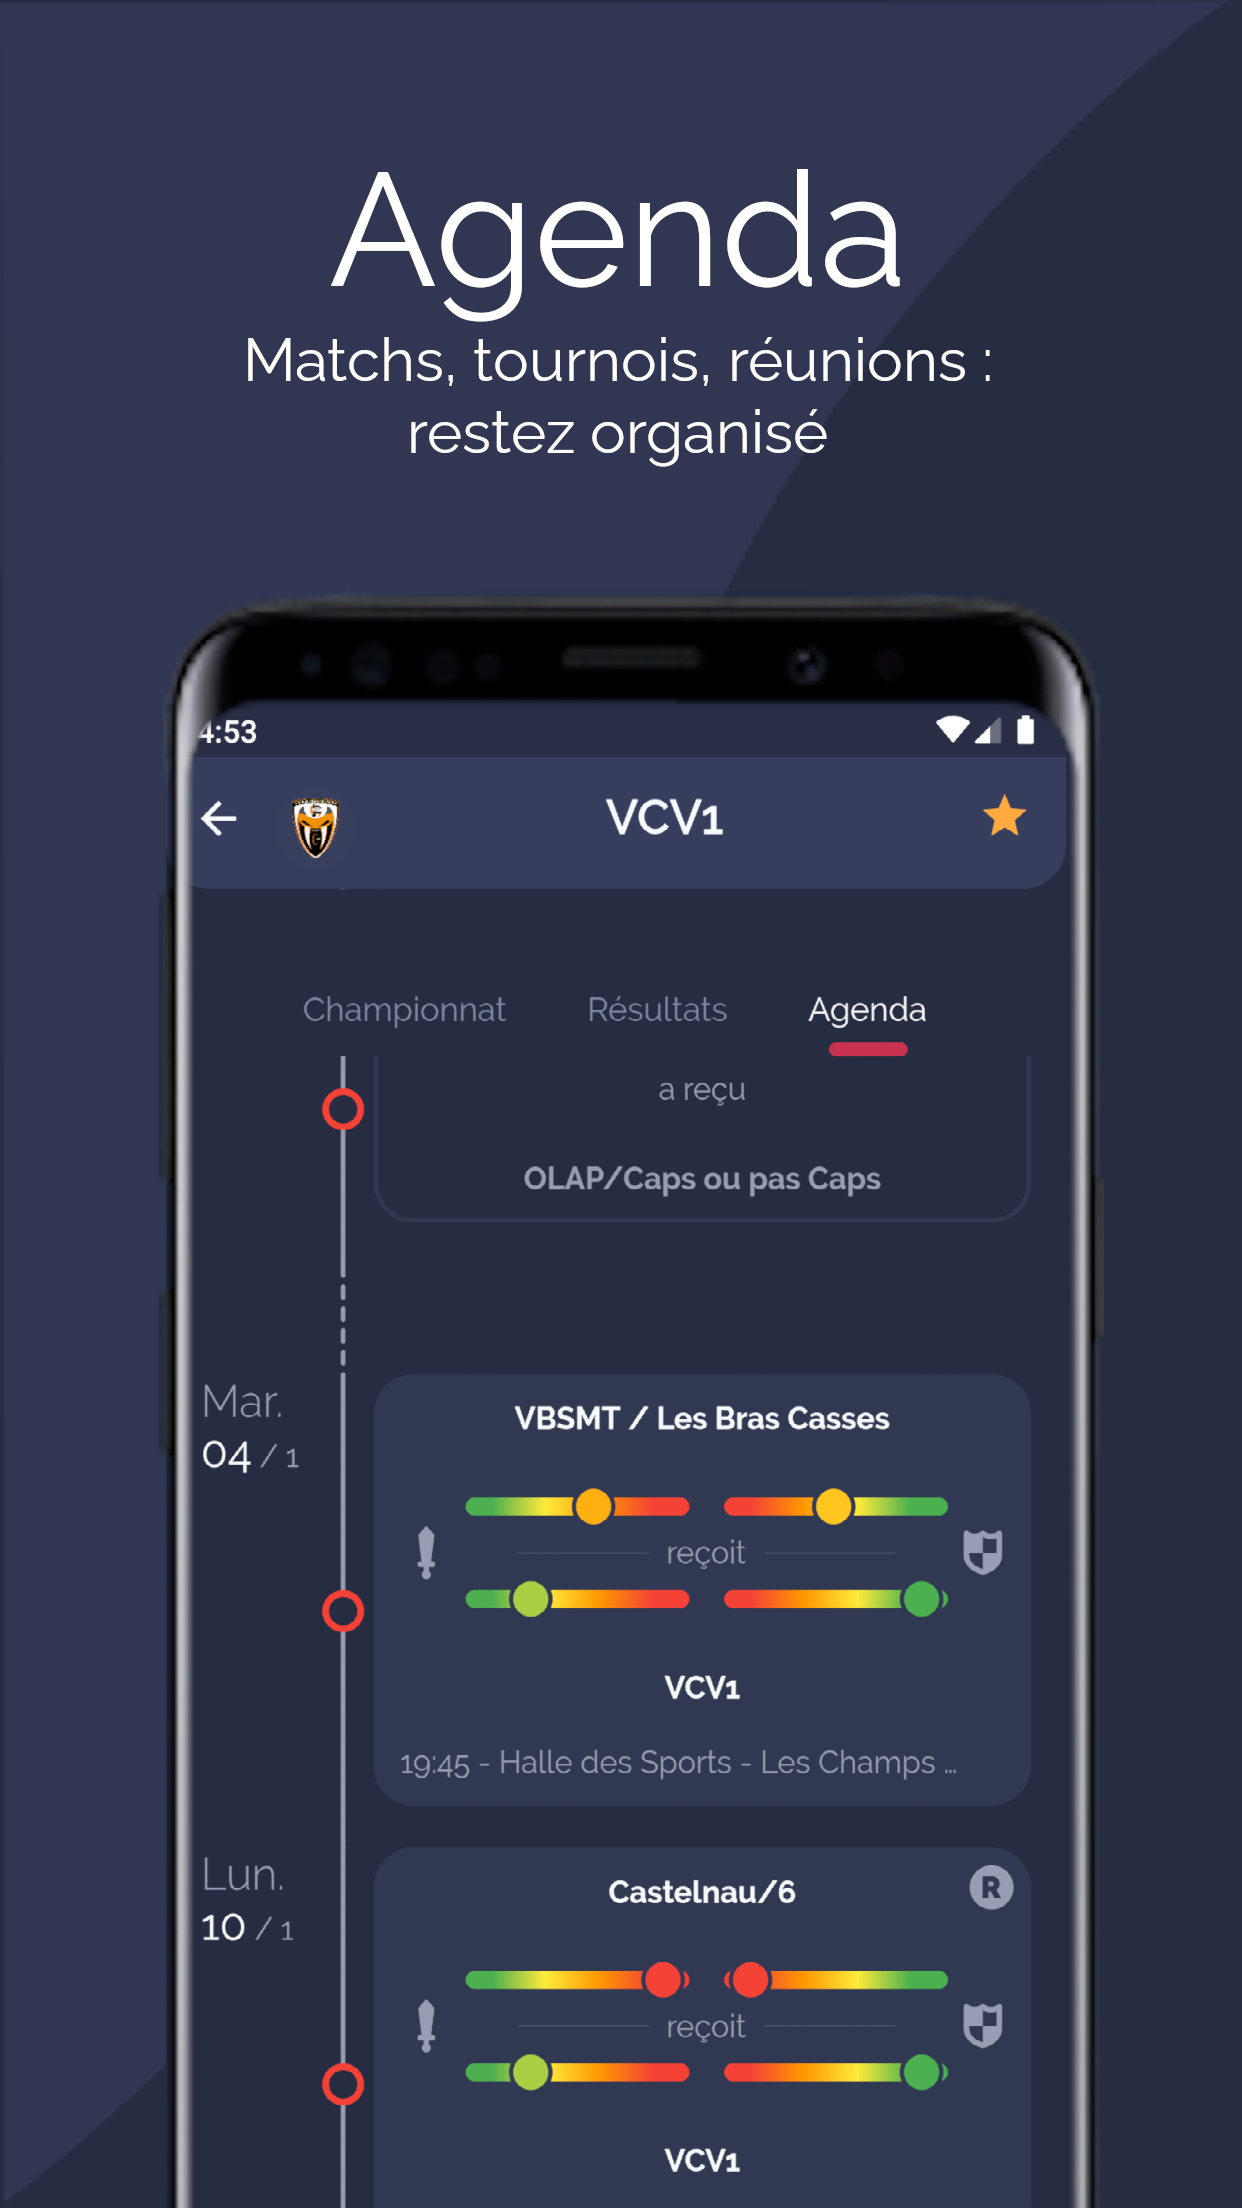 Agenda
Matchs, tournois, réunions :
restez organisé
4:53
VCV1
Championnat Résultats Agenda
a reçu
OLAP/Caps ou pas Caps
Mar.
04 / 1
VBSMT / Les Bras Casses
reçoit
VCV1
19:45 - Halle des Sports - Les Champs ...
Lun.
10 / 1
Castelnau/6
R
reçoit
VCV1